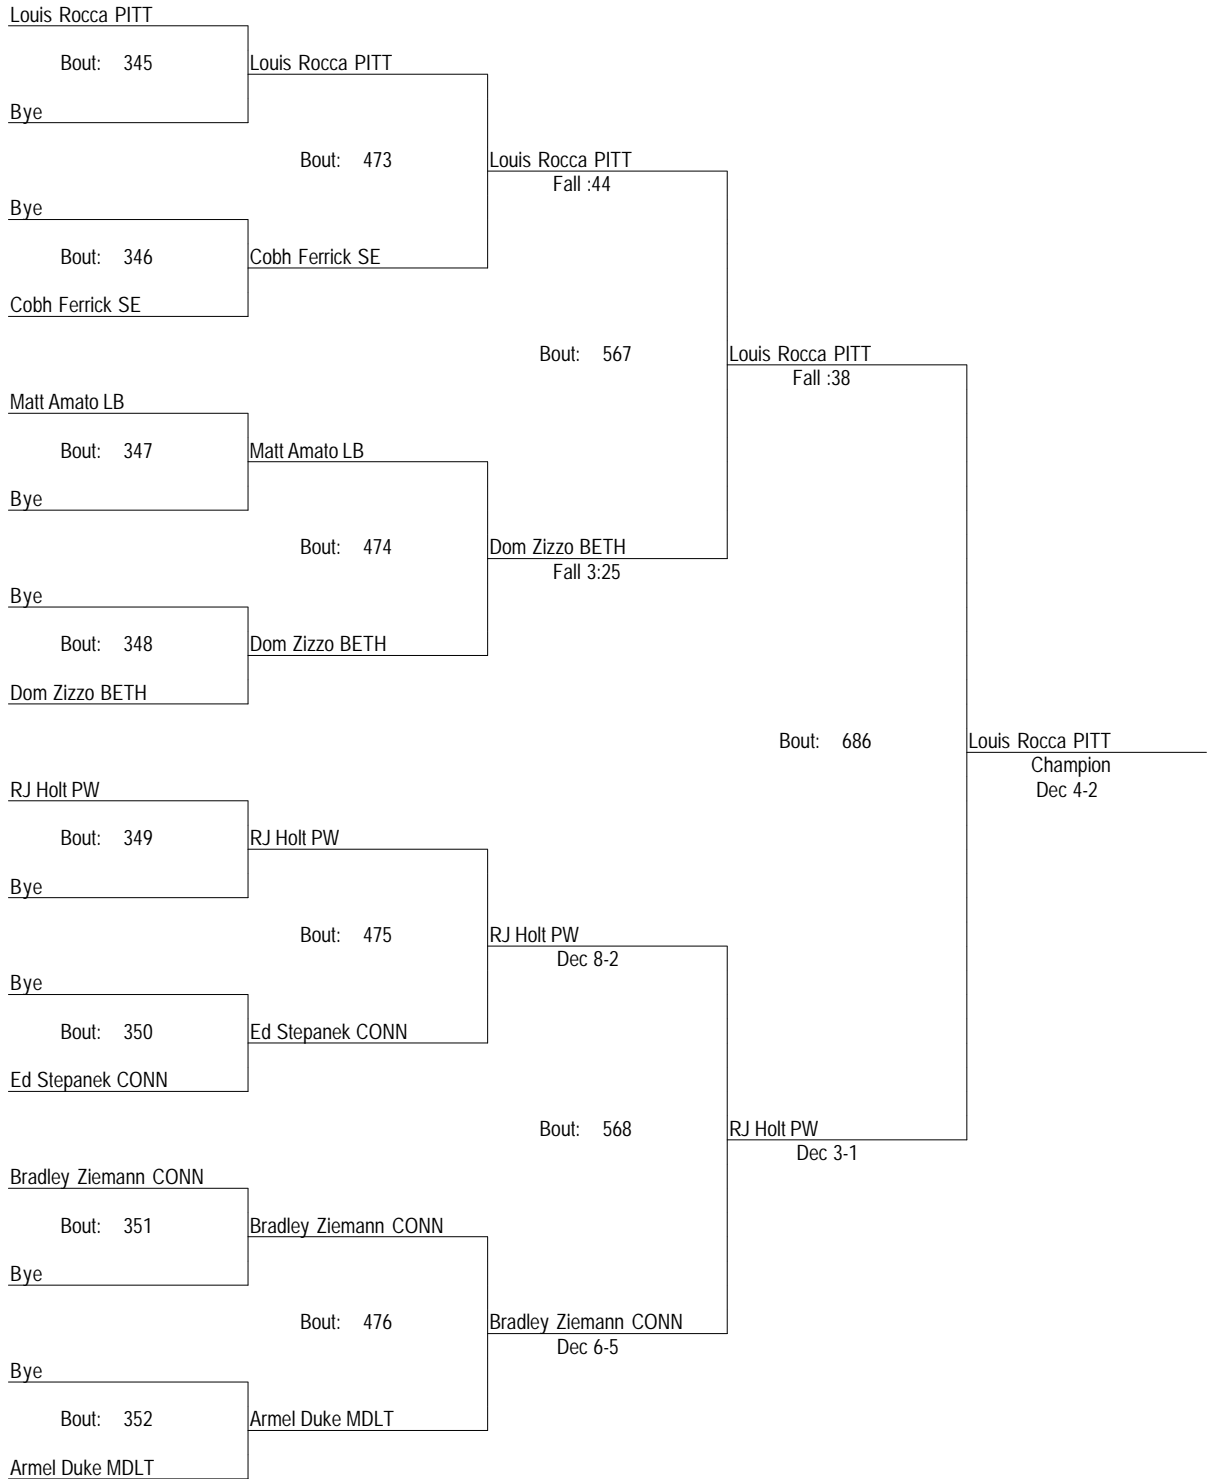 Louis Rocca PITT
Bout: 345 Louis Rocca PITT
Bye
Bout: 473 Louis Rocca PITT
Fall :44
Bye
Bout: 346 Cobh Ferrick SE
Cobh Ferrick SE
Bout: 567 Louis Rocca PITT
Fall :38
Matt Amato LB
Bout: 347 Matt Amato LB
Bye
Bout: 474 Dom Zizzo BETH
Fall 3:25
Bye
Bout: 348 Dom Zizzo BETH
Dom Zizzo BETH
Bout: 686 Louis Rocca PITT
Champion
Dec 4-2
RJ Holt PW
Bout: 349 RJ Holt PW
Bye
Bout: 475 RJ Holt PW
Dec 8-2
Bye
Bout: 350 Ed Stepanek CONN
Ed Stepanek CONN
Bout: 568 RJ Holt PW
Dec 3-1
Bradley Ziemann CONN
Bout: 351 Bradley Ziemann CONN
Bye
Bout: 476 Bradley Ziemann CONN
Dec 6-5
Bye
Bout: 352 Armel Duke MDLT
Armel Duke MDLT